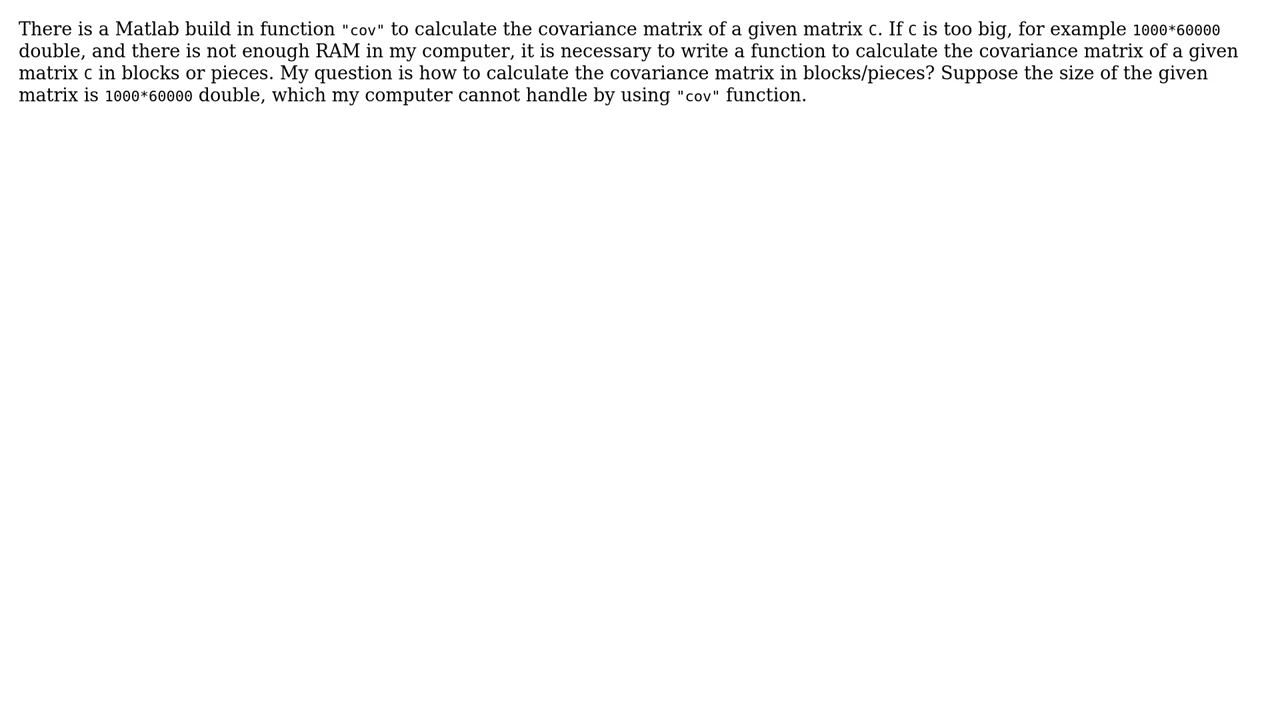 There is a Matlab build in function "cov" to calculate the covariance matrix of a given matrix C. If C is too big, for example 1000*60000
double, and there is not enough RAM in my computer, it is necessary to write a function to calculate the covariance matrix of a given
matrix C in blocks or pieces. My question is how to calculate the covariance matrix in blocks/pieces? Suppose the size of the given
matrix is 1000*60000 double, which my computer cannot handle by using "cov" function.